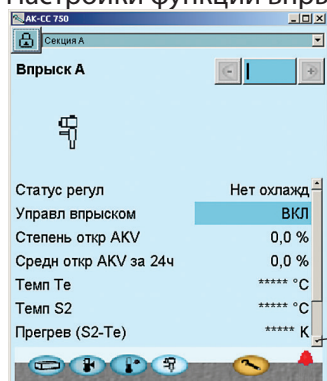 Настройки функции впры
AK-CC 750
Секция А
Впрыск А
Статус регул Нет охлажд
Управл впрыском ВКЛ
Степень откр AKV 0,0 %
Средн откр AKV за 24ч 0,0 %
Темп Te ***** °C
Темп S2 ***** °C
Прегрев (S2-Te) ***** K